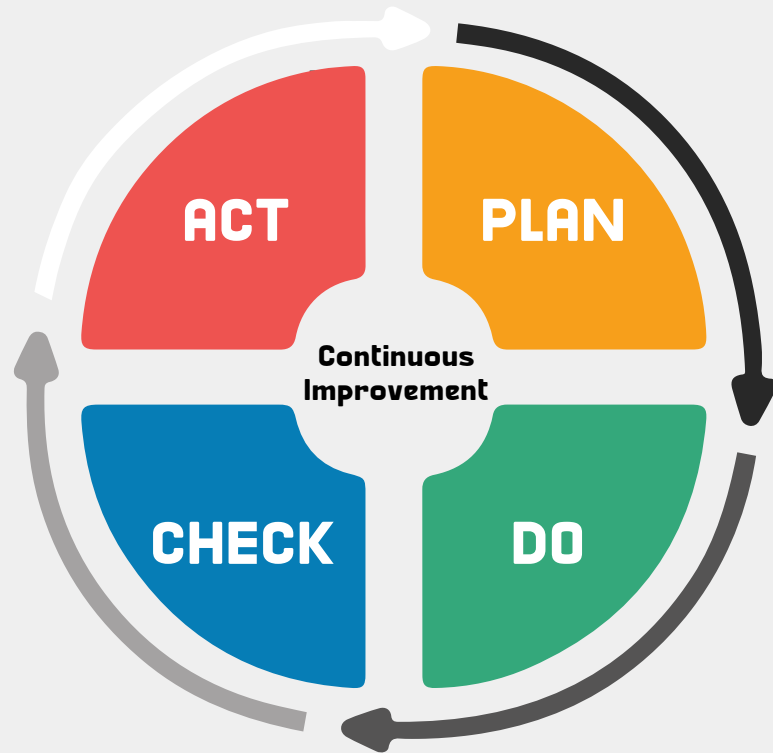 ACT
PLAN
Continuous
Improvement
CHECK
DO